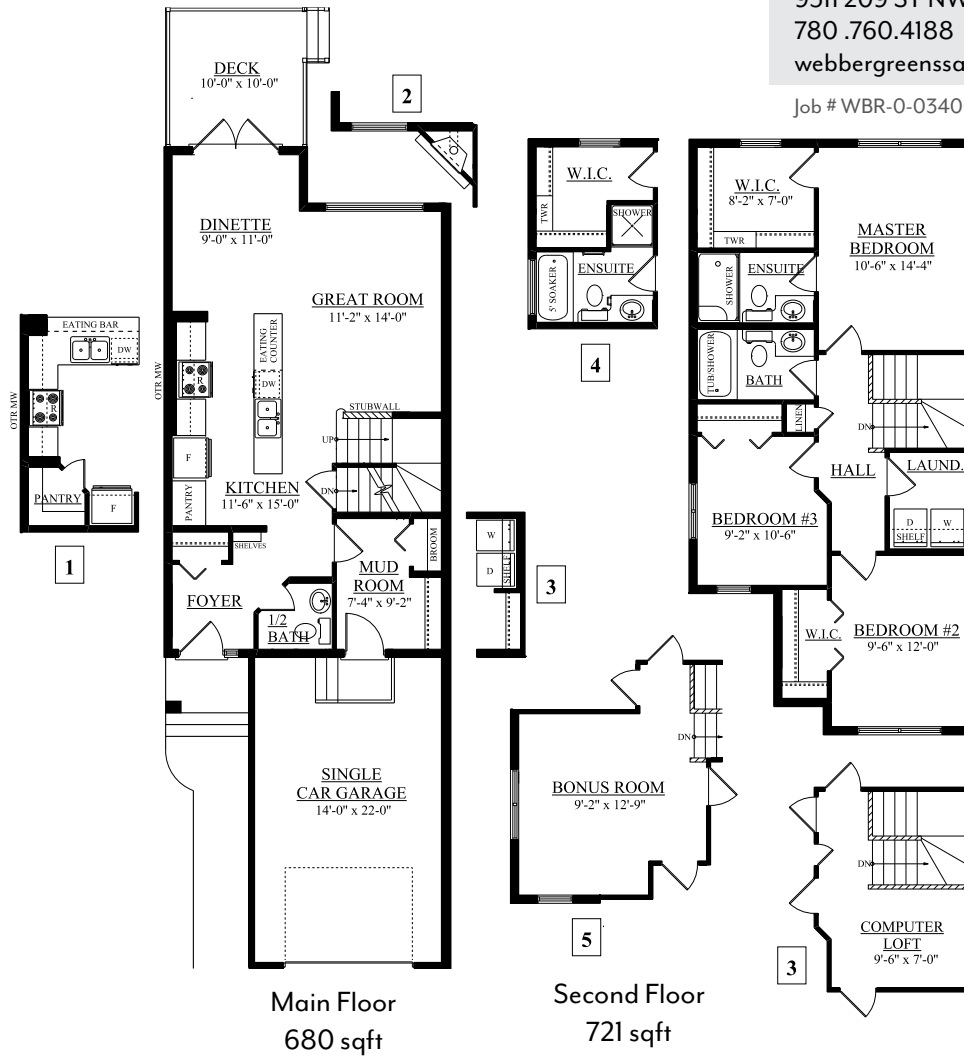 9511 209 ST NW
780 .760.4188
webbergreenssa
Job # WBR-0-0340
DECK
10'-0" x 10'-0"
2
DINETTE
9'-0" x 11'-0"
GREAT ROOM
11'-2" x 14'-0"
EATING BAR
DW
OTR MW
R
PANTRY
F
1
OTR MW
R
EATING
COUNTER
DW
STUBWALL
UP
F
PANTRY
KITCHEN
11'-6" x 15'-0"
DN
SHELVES
FOYER
1/2
BATH
MUD
ROOM
7'-4" x 9'-2"
BROOM
W
D
SHELF
3
SINGLE
CAR GARAGE
14'-0" x 22-0"
Main Floor
680 sqft
W.I.C.
TWR
SHOWER
5' SOAKER
ENSUITE
4
W.I.C.
8'-2" x 7'-0"
TWR
MASTER
BEDROOM
10'-6" x 14'-4"
SHOWER
ENSUITE
TUB/SHOWER
BATH
LINEN
DN
HALL
LAUND.
D
W
SHELF
BEDROOM #3
9'-2" x 10'-6"
W.I.C.
BEDROOM #2
9'-6" x 12'-0"
DN
BONUS ROOM
9'-2" x 12'-9"
5
DN
COMPUTER
LOFT
9'-6" x 7'-0"
3
Second Floor
721 sqft